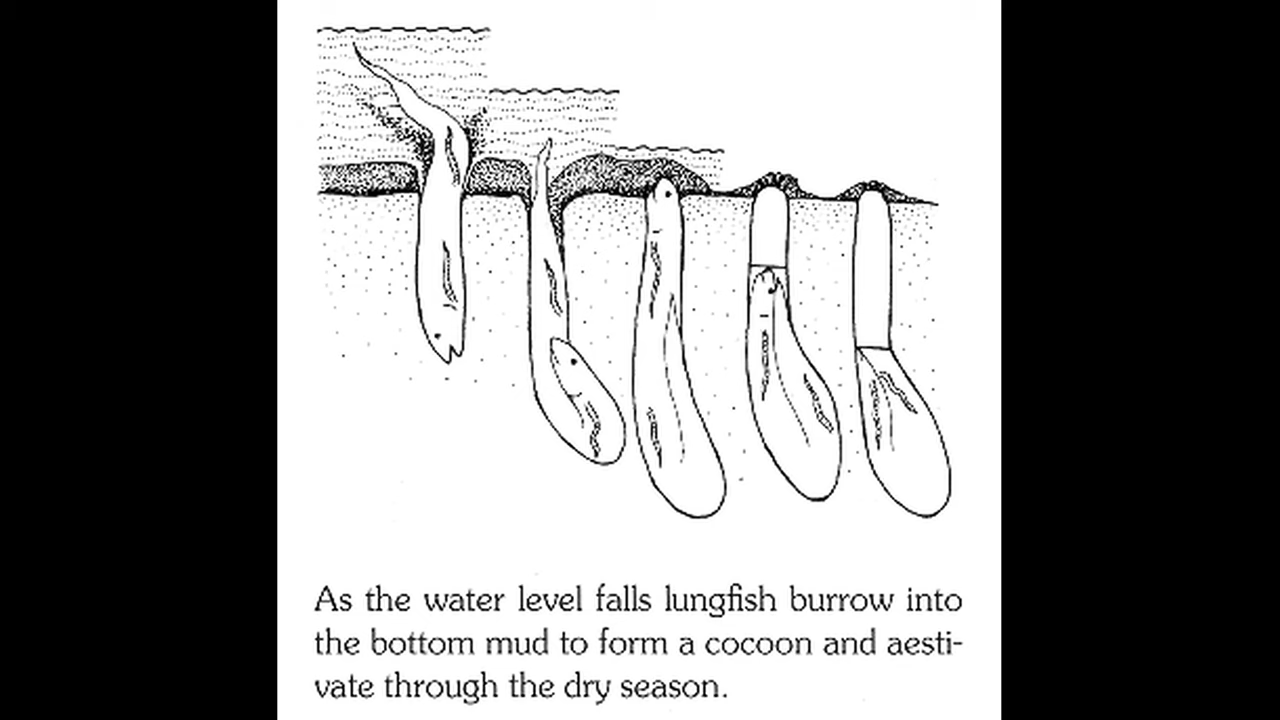 As the water level falls lungfish burrow into
the bottom mud to form a cocoon and aesti-
vate through the dry season.